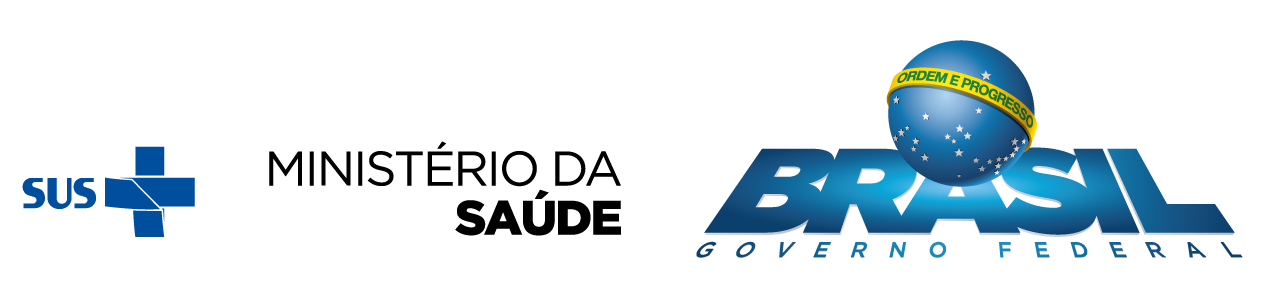 SUS
MINISTÉRIO DA
SAÚDE
ORDEM E PROGRESSO
BRASIL
GOVERNO FEDERAL